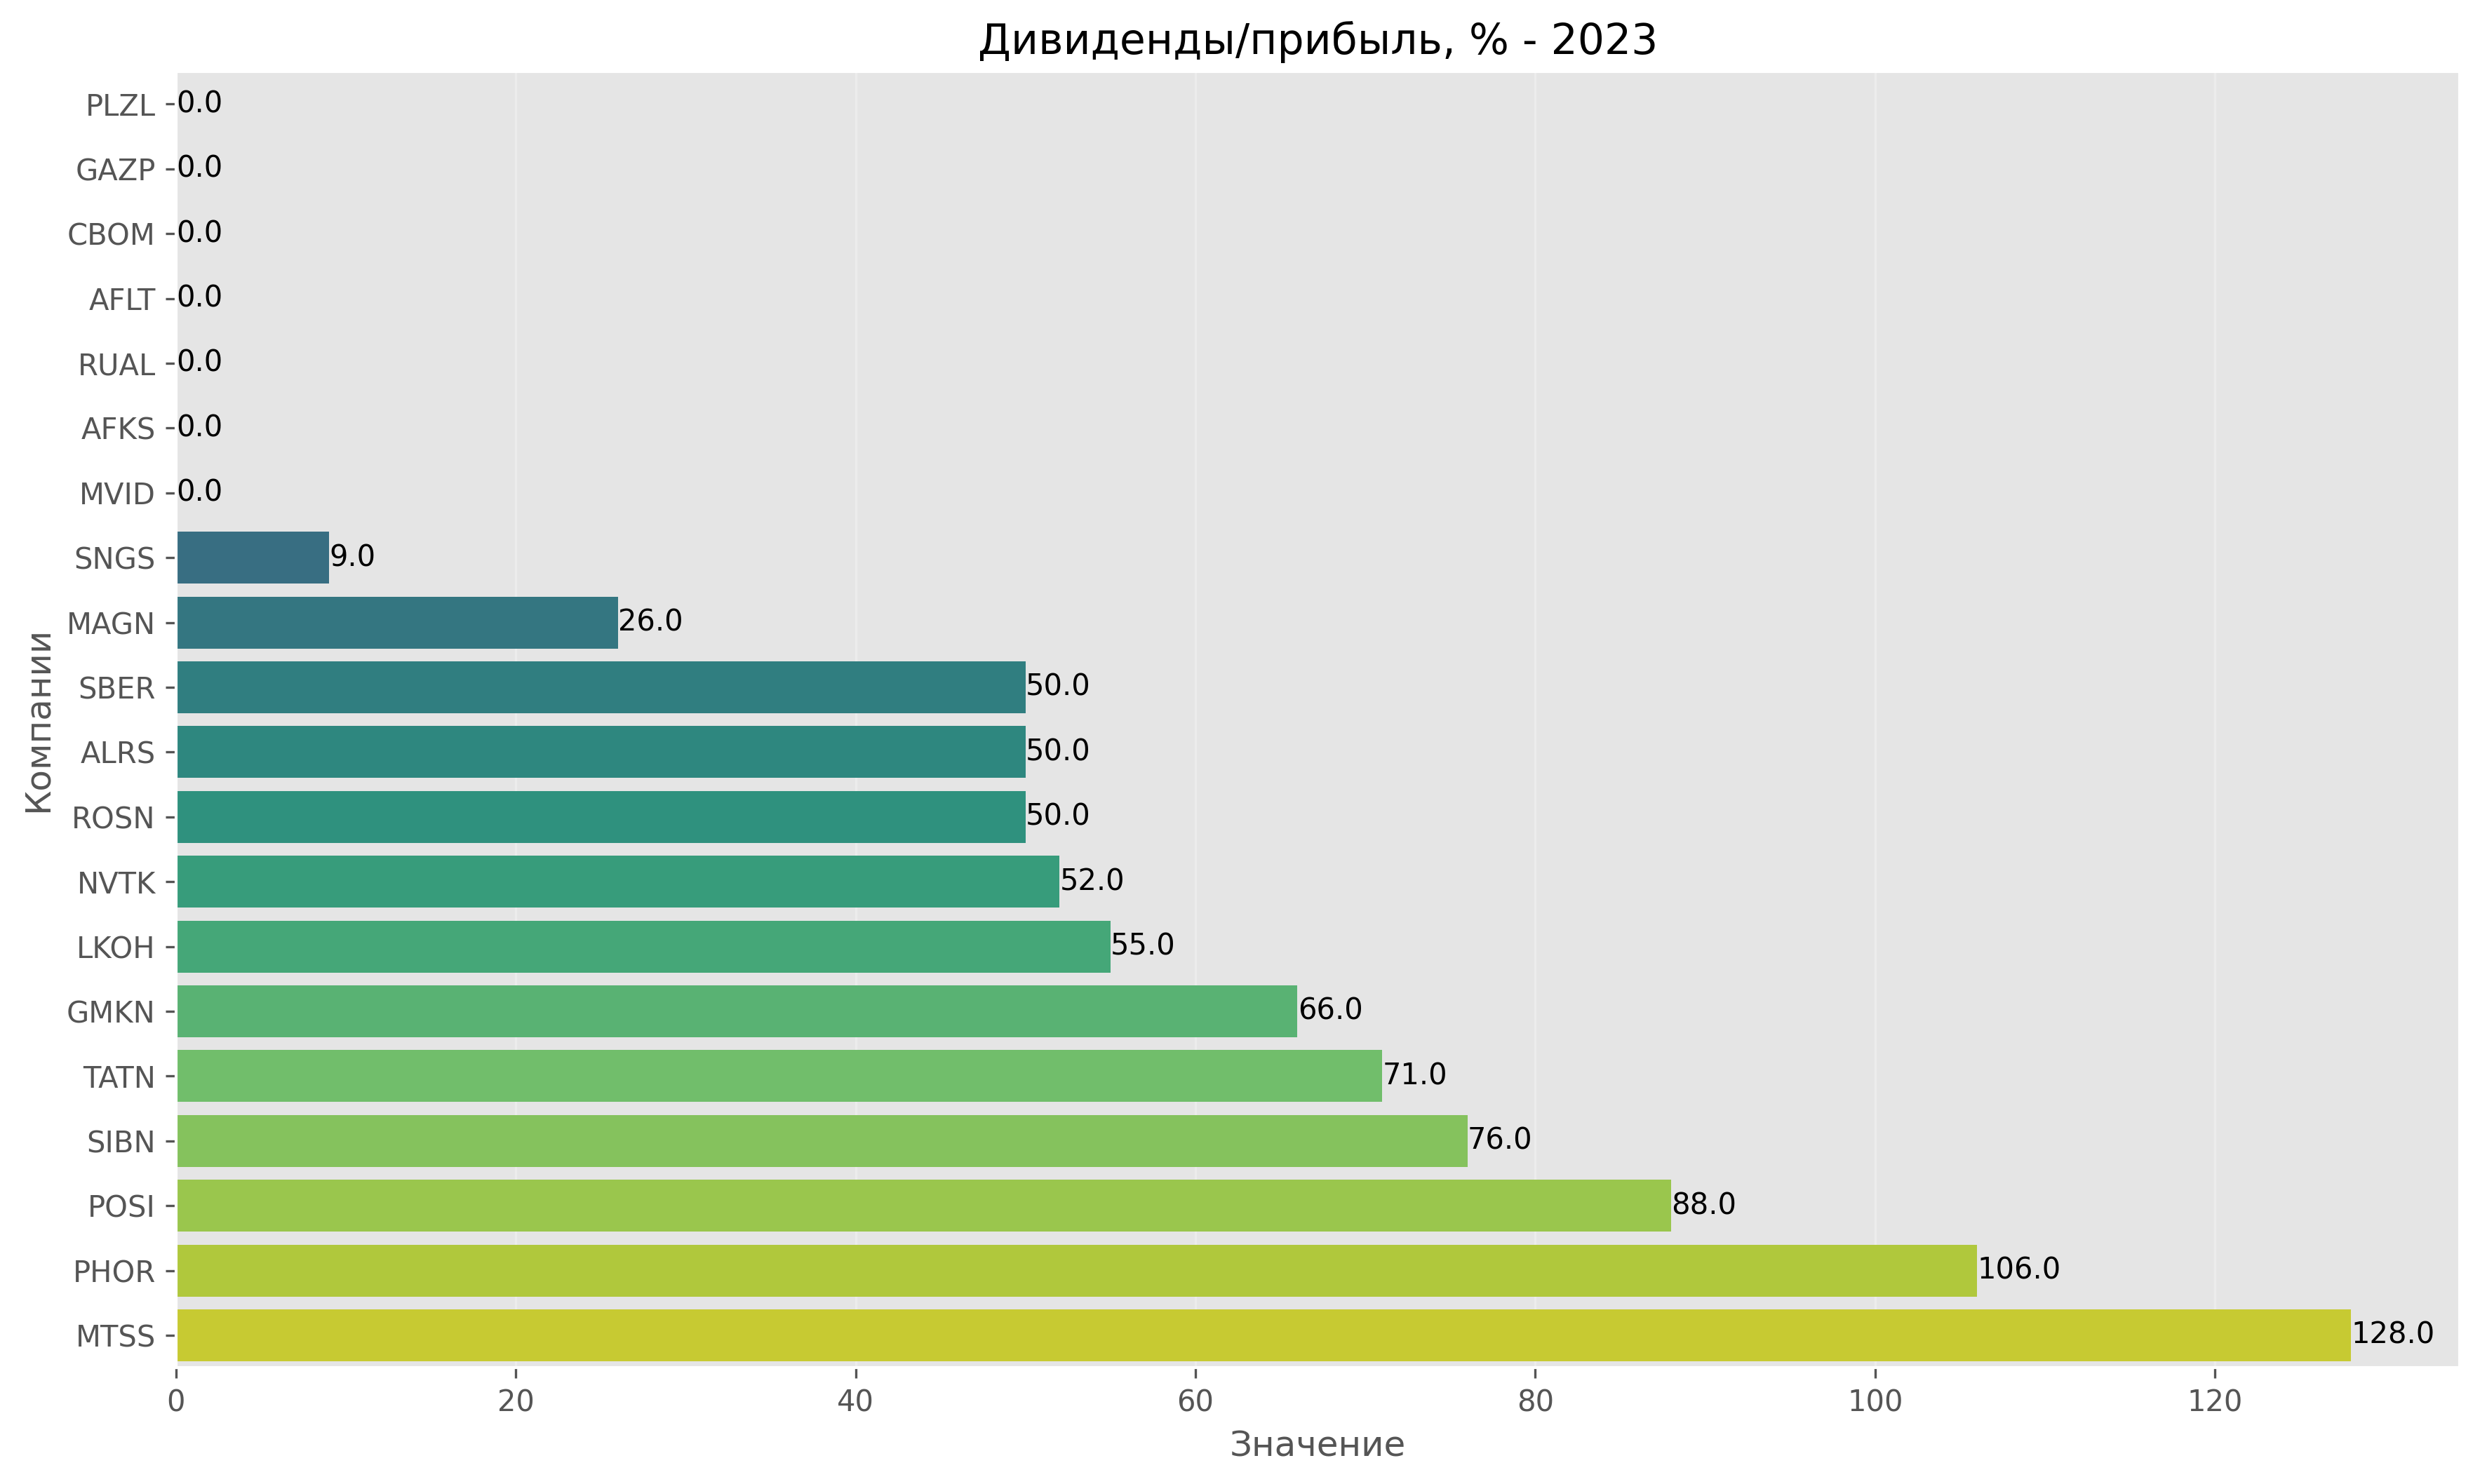 Дивиденды/прибыль, % - 2023
PLZL 0.0
GAZP 0.0
CBOM 0.0
AFLT 0.0
RUAL 0.0
AFKS 0.0
MVID 0.0
SNGS 9.0
MAGN 26.0
SBER 50.0
ALRS 50.0
ROSN 50.0
NVTK 52.0
LKOH 55.0
GMKN 66.0
TATN 71.0
SIBN 76.0
POSI 88.0
PHOR 106.0
MTSS 128.0
Компании
0 20 40 60 80 100 120
Значение